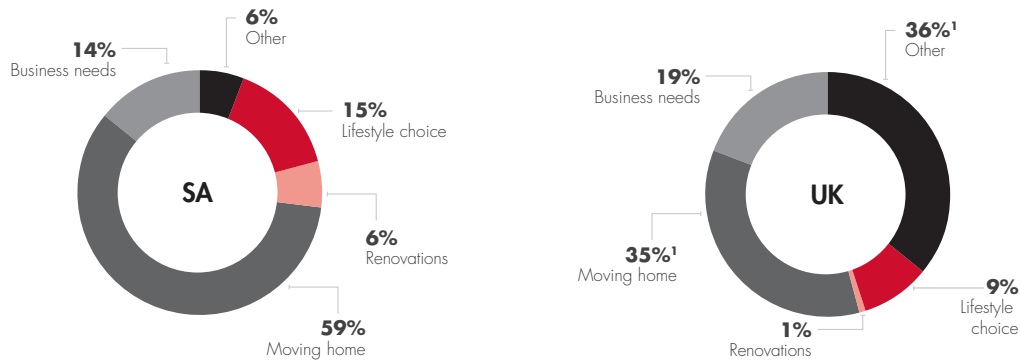 6%
Other
14%
Business needs
15%
Lifestyle choice
SA
6%
Renovations
59%
Moving home
36%¹
Other
19%
Business needs
UK
35%¹
Moving home
9%
Lifestyle
choice
1%
Renovations